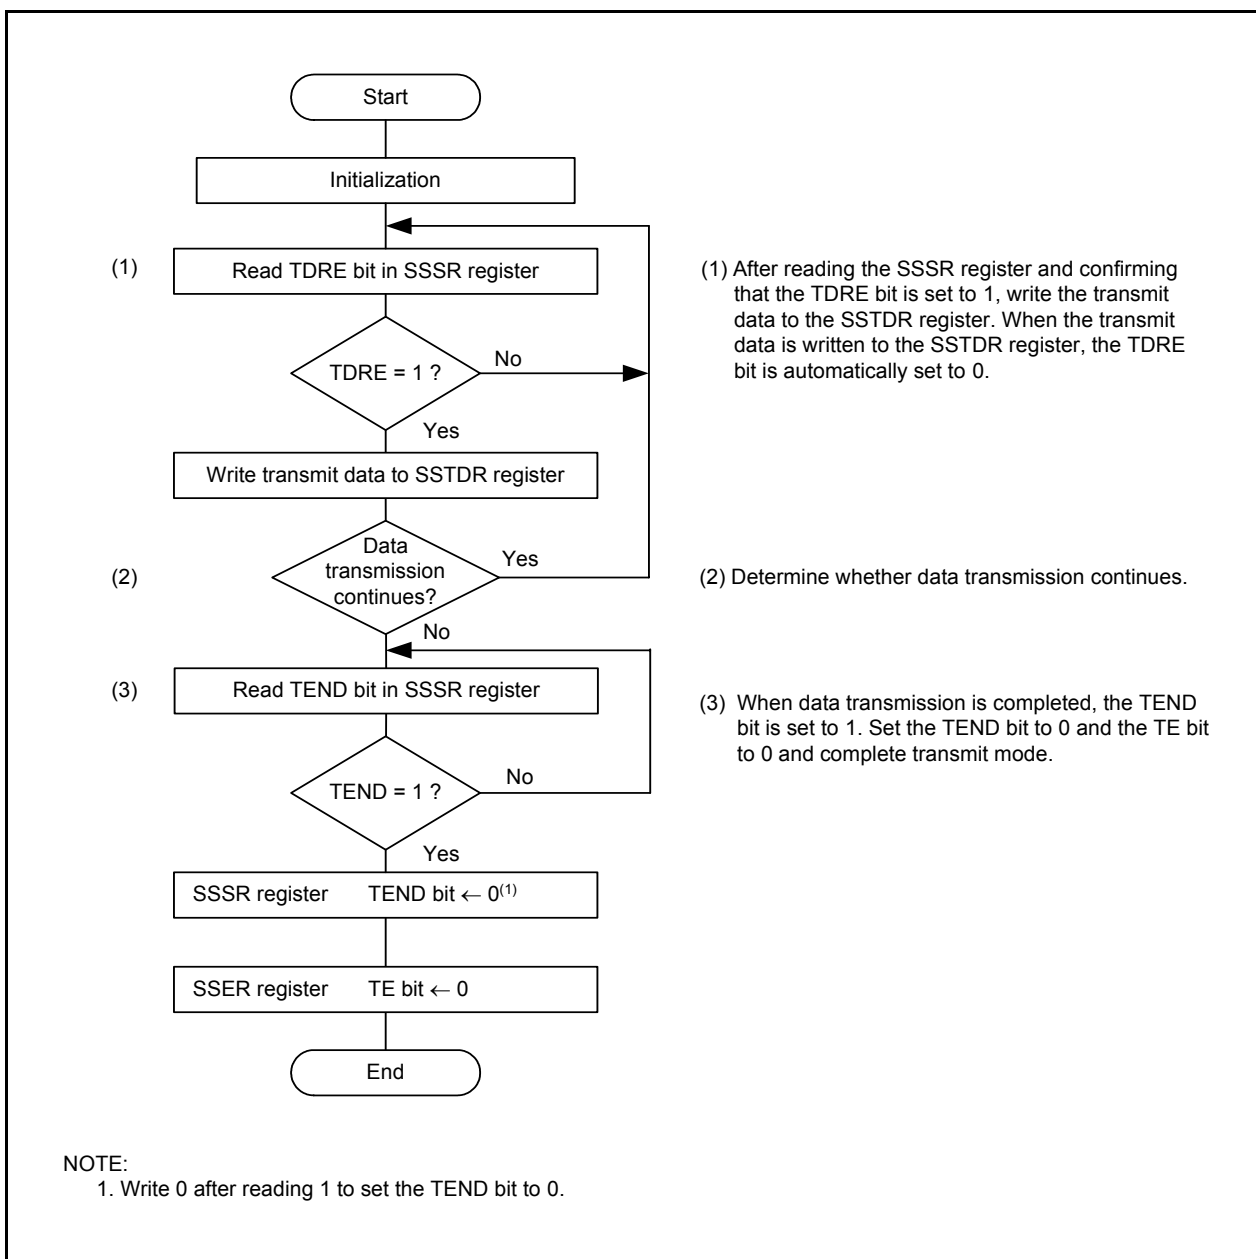 Start
Initialization
(1)
Read TDRE bit in SSSR register
TDRE = 1 ?
No
Yes
Write transmit data to SSTDR register
(2)
Data
transmission
continues?
Yes
No
(3)
Read TEND bit in SSSR register
TEND = 1 ?
No
Yes
SSSR register TEND bit ← 0(1)
SSER register TE bit ← 0
End
(1) After reading the SSSR register and confirming
that the TDRE bit is set to 1, write the transmit
data to the SSTDR register. When the transmit
data is written to the SSTDR register, the TDRE
bit is automatically set to 0.
(2) Determine whether data transmission continues.
(3) When data transmission is completed, the TEND
bit is set to 1. Set the TEND bit to 0 and the TE bit
to 0 and complete transmit mode.
NOTE:
1. Write 0 after reading 1 to set the TEND bit to 0.